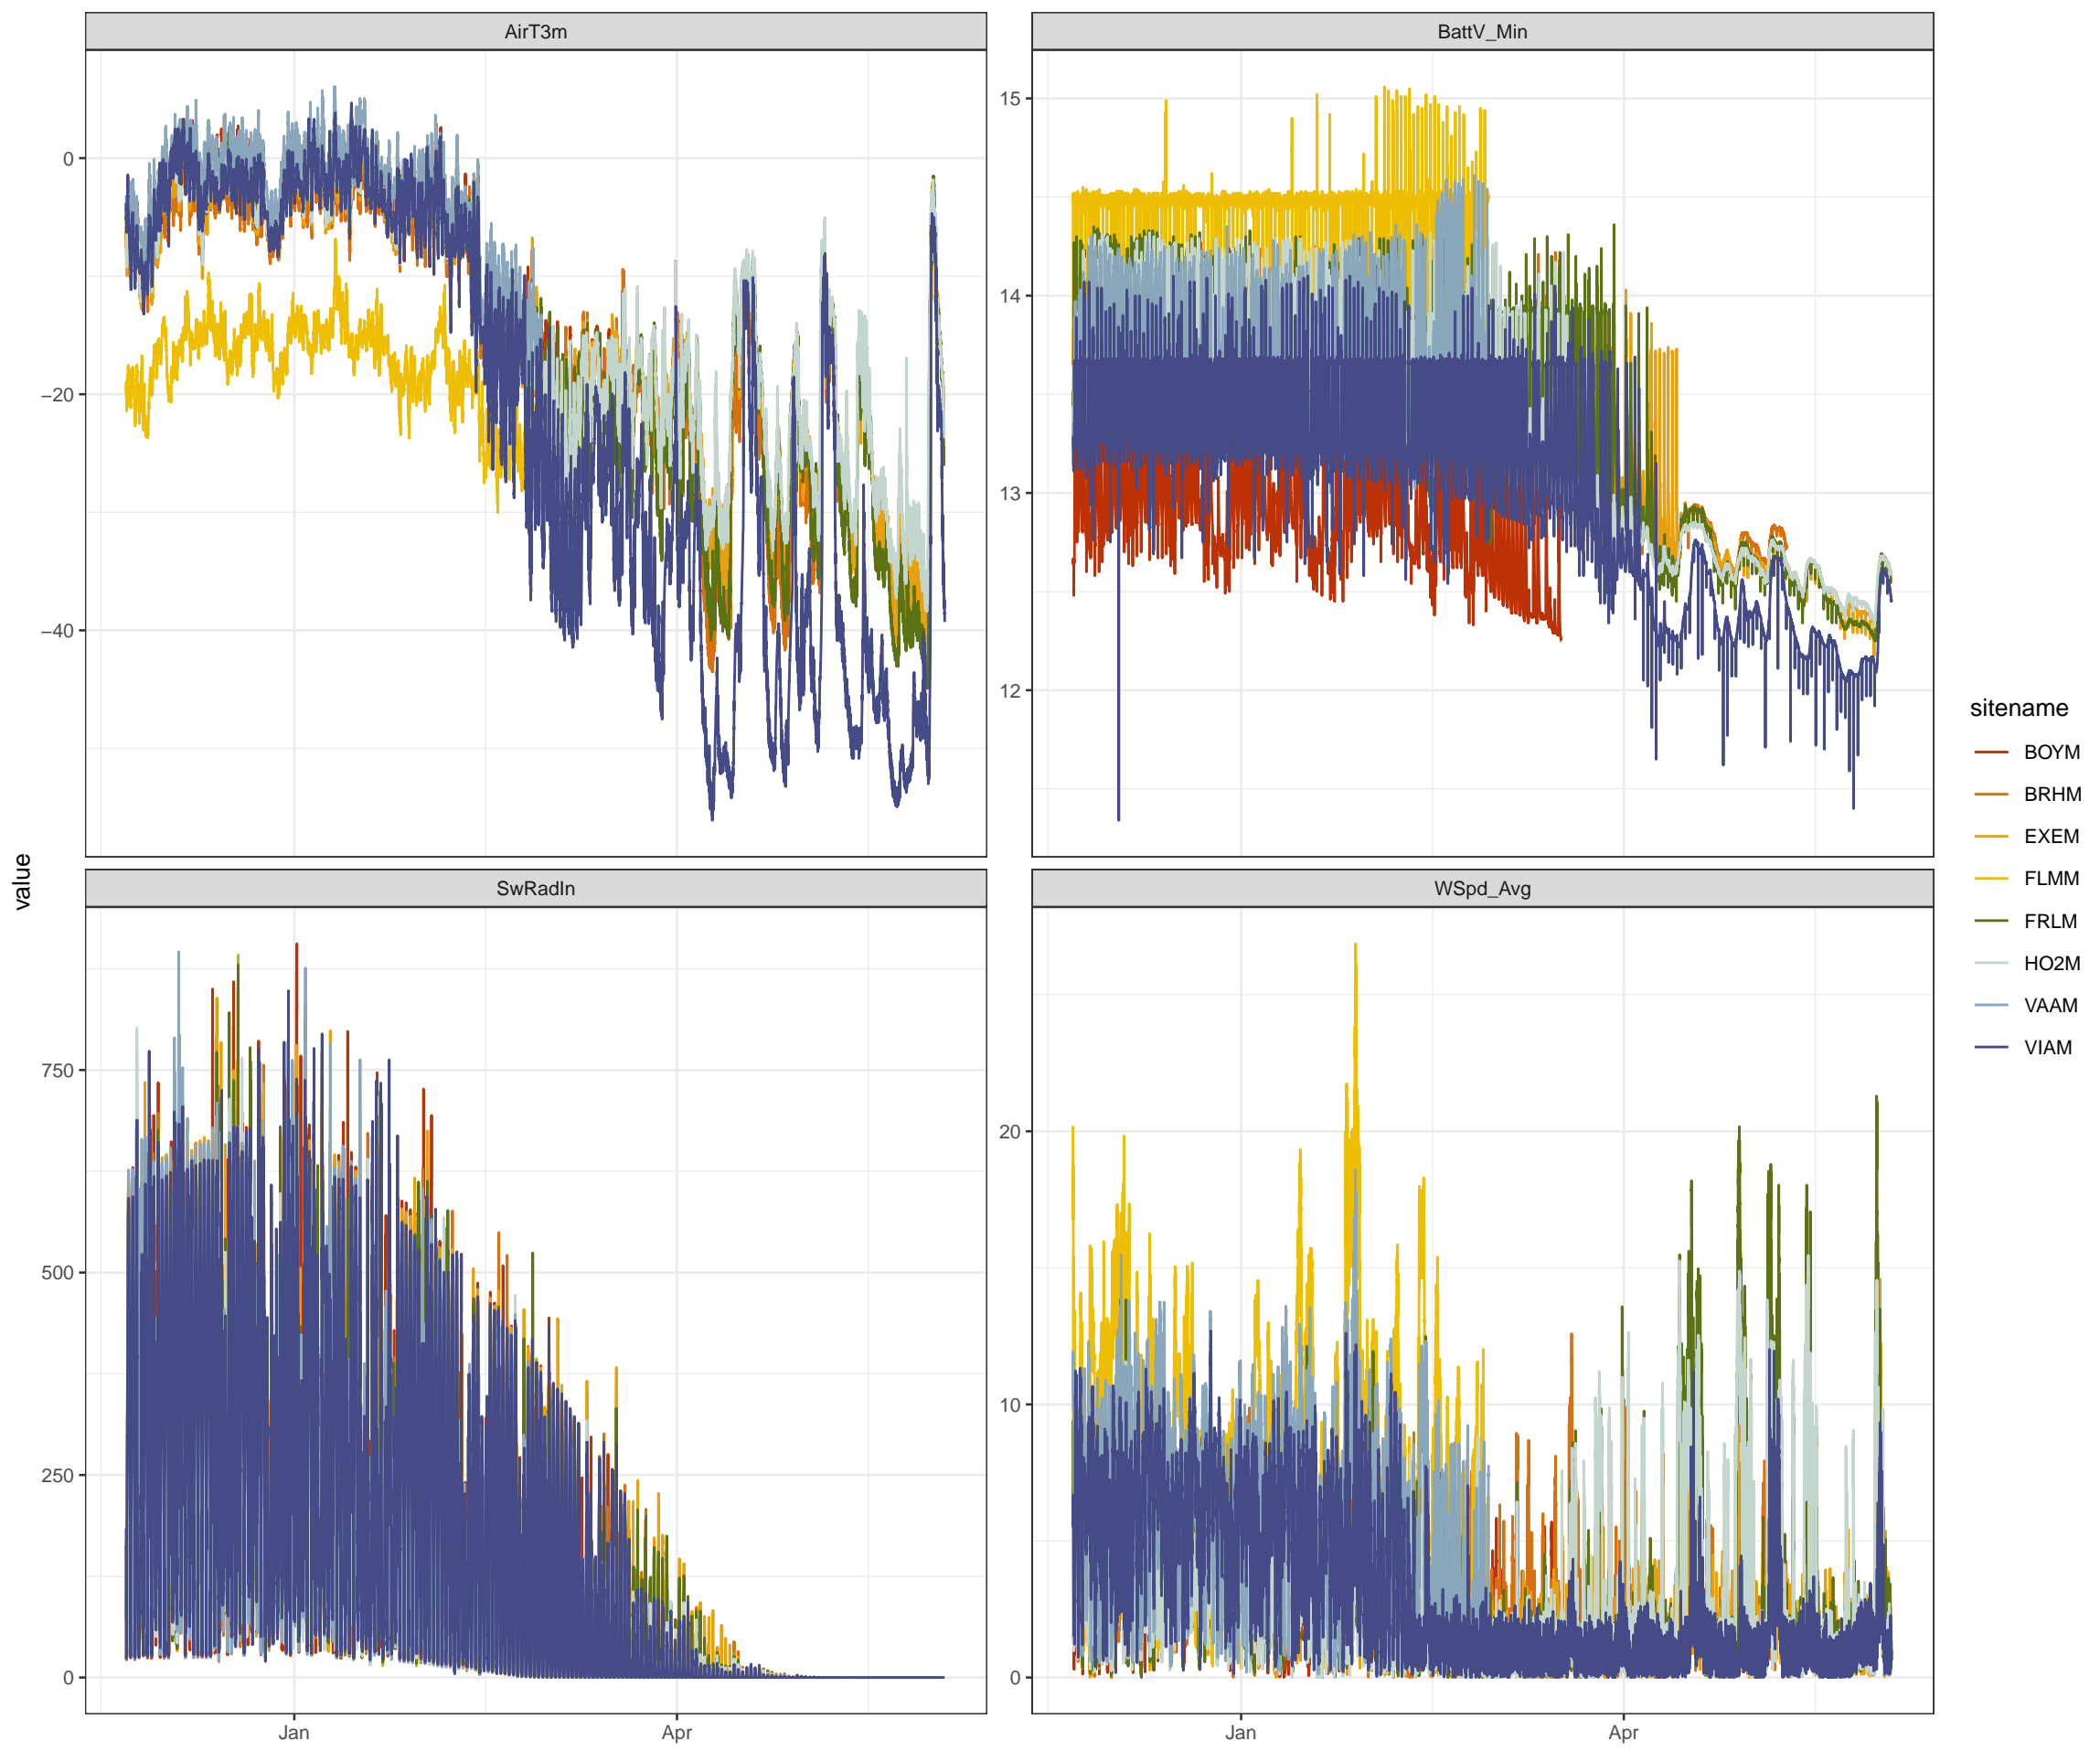 AirT3m
BattV_Min
0
−20
−40
15
14
13
12
SwRadIn
WSpd_Avg
750
500
250
0
20
10
0
Jan
Apr
Jan
Apr
value
sitename
BOYM
BRHM
EXEM
FLMM
FRLM
HO2M
VAAM
VIAM